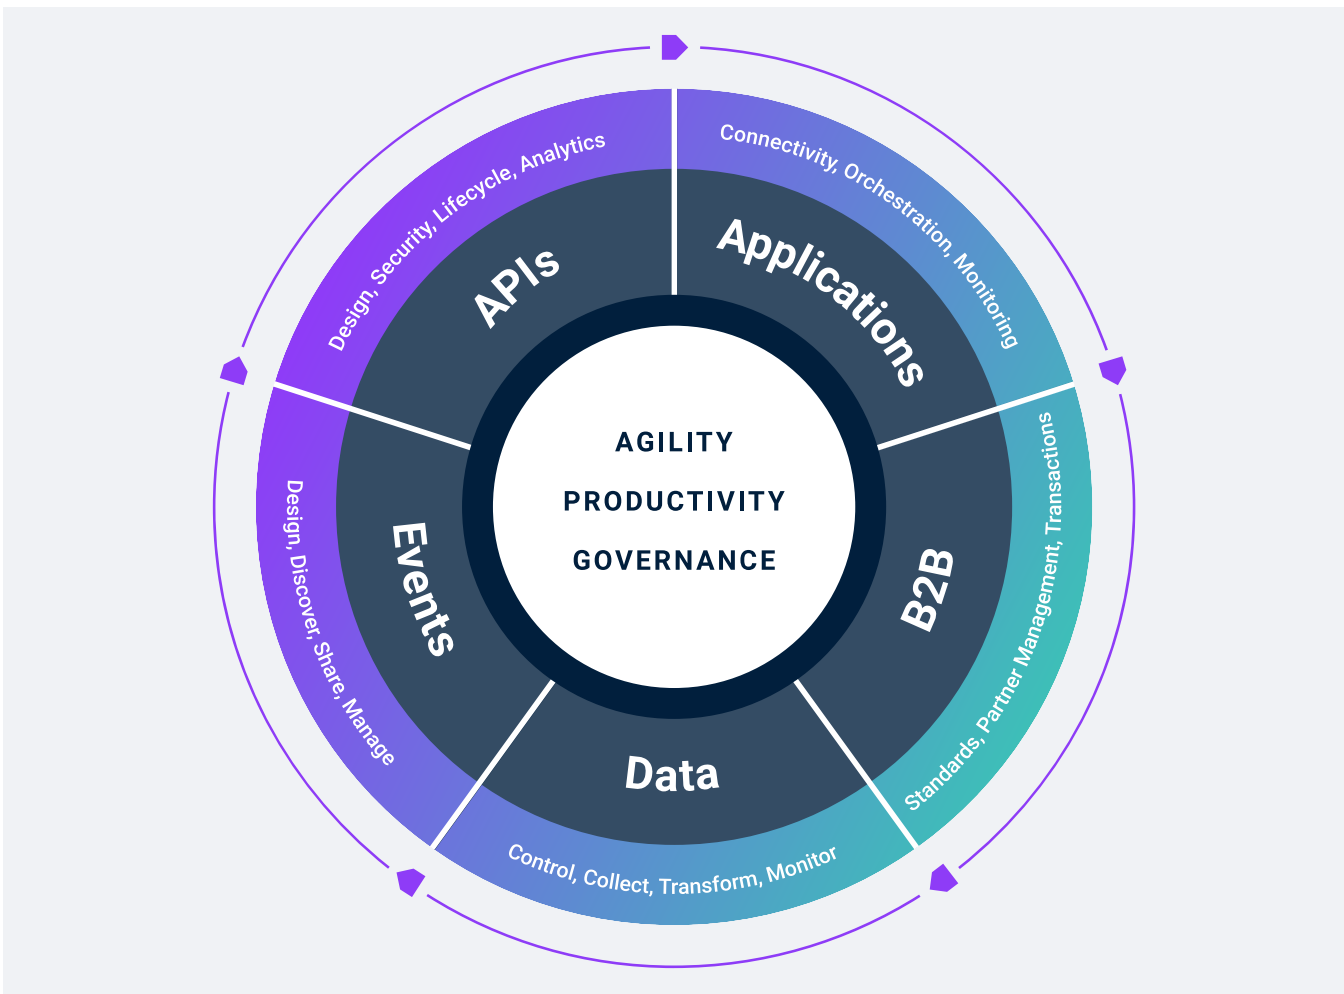 Connectivity, Orchestration, Monitoring
Applications
Standards, Partner Management, Transactions
B2B
Data
Control, Collect, Transform, Monitor
Design, Discover, Share, Manage
Events
Design, Security, Lifecycle, Analytics
APIs
AGILITY
PRODUCTIVITY
GOVERNANCE